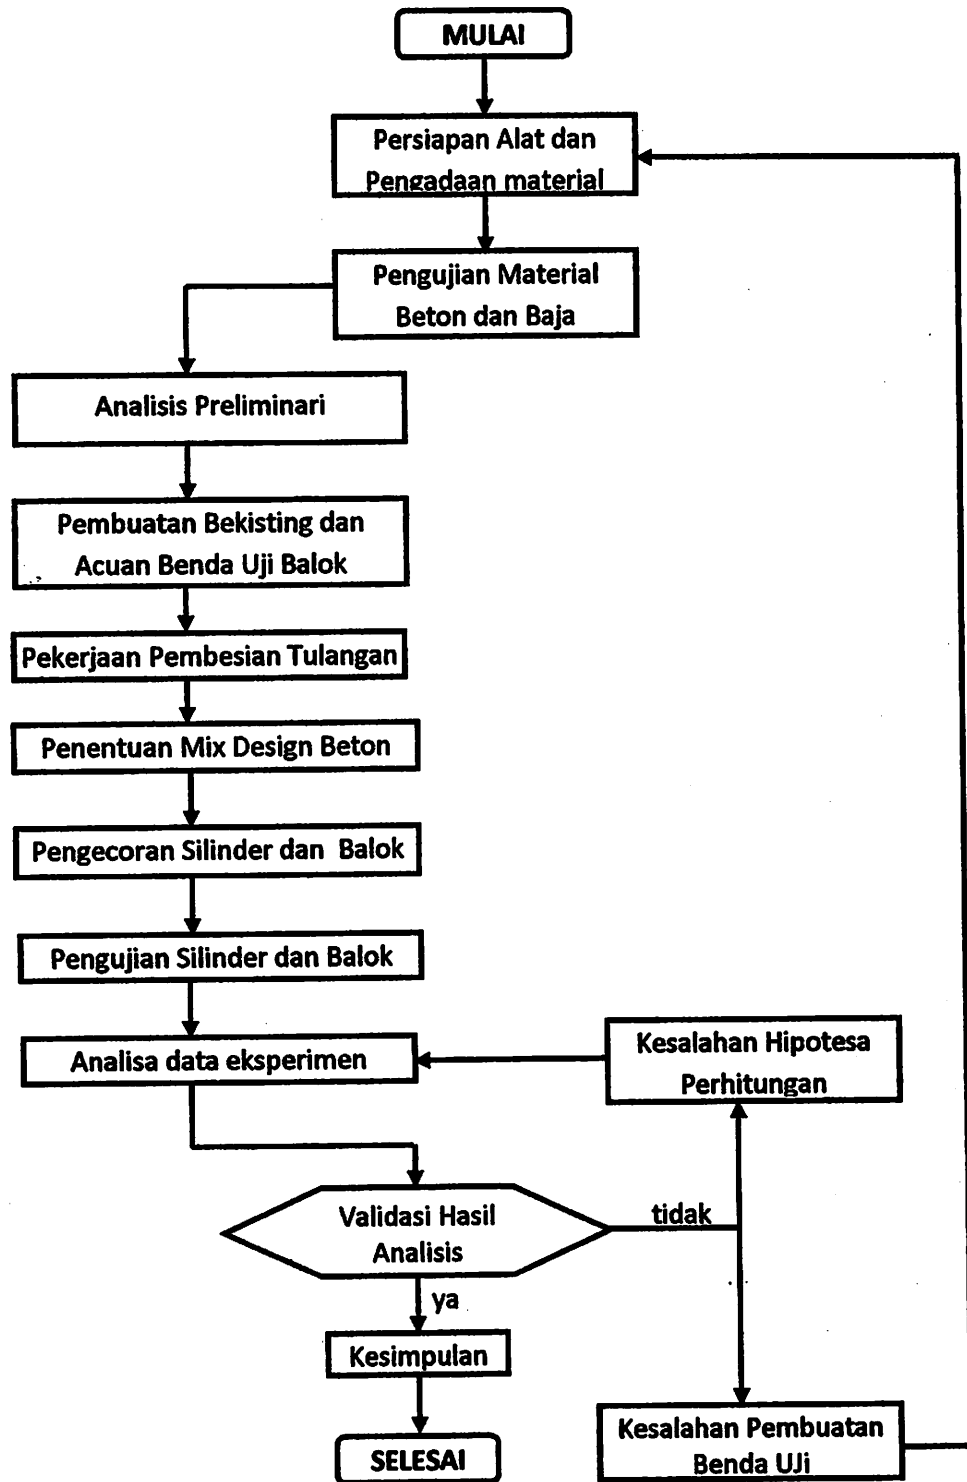 MULAI
Persiapan Alat dan
Pengadaan material
Pengujian Material
Beton dan Baja
Analisis Preliminari
Pembuatan Bekisting dan
Acuan Benda Uji Balok
Pekerjaan Pembesian Tulangan
Penentuan Mix Design Beton
Pengecoran Silinder dan Balok
Pengujian Silinder dan Balok
Analisa data eksperimen
Kesalahan Hipotesa
Perhitungan
Validasi Hasil
Analisis
tidak
ya
Kesimpulan
SELESAI
Kesalahan Pembuatan
Benda UJi